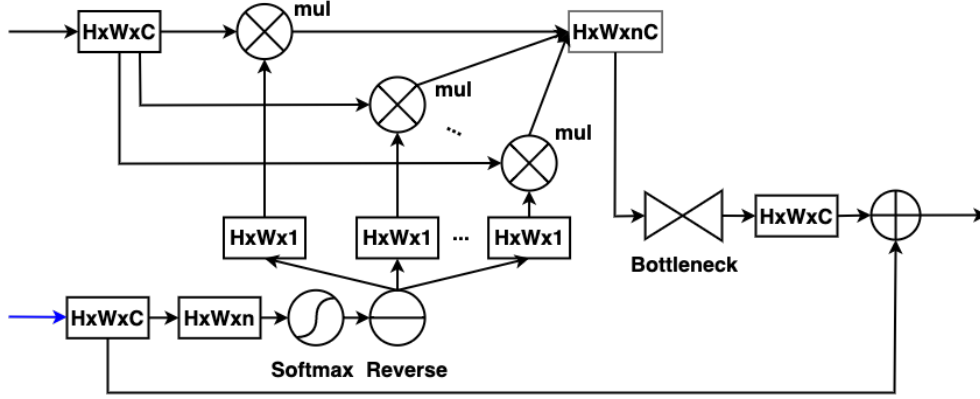 mul
HxWxC
HxWxnC
mul
...
mul
HxWxC
Bottleneck
HxWx1
HxWx1
...
HxWx1
HxWxC
HxWxn
Softmax
Reverse